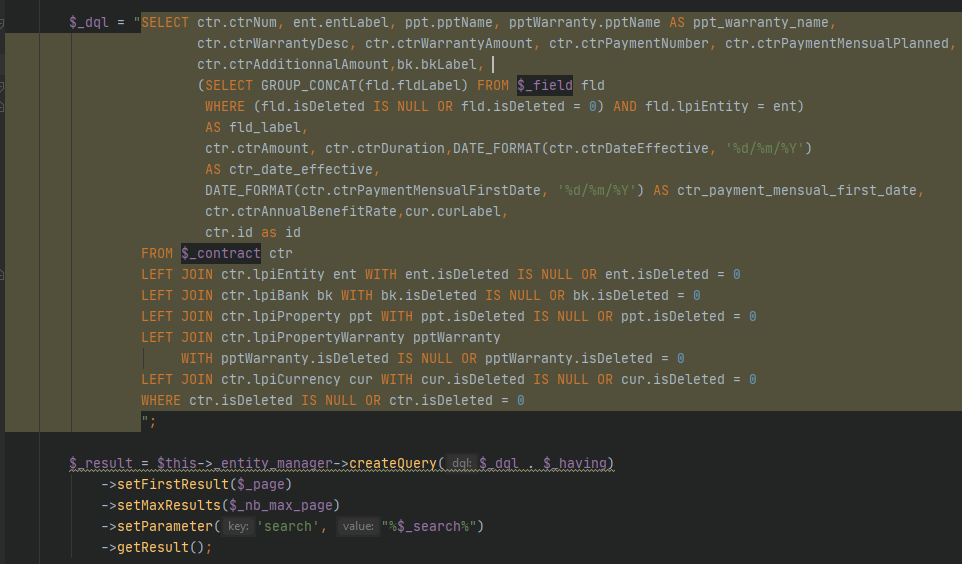 $_dql = "SELECT ctr.ctrNum, ent.entLabel, ppt.pptName, pptWarranty.pptName AS ppt_warranty_name,
ctr.ctrWarrantyDesc, ctr.ctrWarrantyAmount, ctr.ctrPaymentNumber, ctr.ctrPaymentMensualPlanned,
ctr.ctrAdditionnalAmount,bk.bkLabel,
(SELECT GROUP_CONCAT(fld.fldLabel) FROM $_field fld
WHERE (fld.isDeleted IS NULL OR fld.isDeleted = 0) AND fld.lpiEntity = ent)
AS fld_label,
ctr.ctrAmount, ctr.ctrDuration,DATE_FORMAT(ctr.ctrDateEffective, '%d/%m/%Y')
AS ctr_date_effective,
DATE_FORMAT(ctr.ctrPaymentMensualFirstDate, '%d/%m/%Y') AS ctr_payment_mensual_first_date,
ctr.ctrAnnualBenefitRate,cur.curLabel,
ctr.id as id
FROM $_contract ctr
LEFT JOIN ctr.lpiEntity ent WITH ent.isDeleted IS NULL OR ent.isDeleted = 0
LEFT JOIN ctr.lpiBank bk WITH bk.isDeleted IS NULL OR bk.isDeleted = 0
LEFT JOIN ctr.lpiProperty ppt WITH ppt.isDeleted IS NULL OR ppt.isDeleted = 0
LEFT JOIN ctr.lpiPropertyWarranty pptWarranty
WITH pptWarranty.isDeleted IS NULL OR pptWarranty.isDeleted = 0
LEFT JOIN ctr.lpiCurrency cur WITH cur.isDeleted IS NULL OR cur.isDeleted = 0
WHERE ctr.isDeleted IS NULL OR ctr.isDeleted = 0
";
$_result = $this->_entity_manager->createQuery( dql: $_dql . $_having)
->setFirstResult($_page)
->setMaxResults($_nb_max_page)
->setParameter( key: 'search', value: "%$_search%")
->getResult();